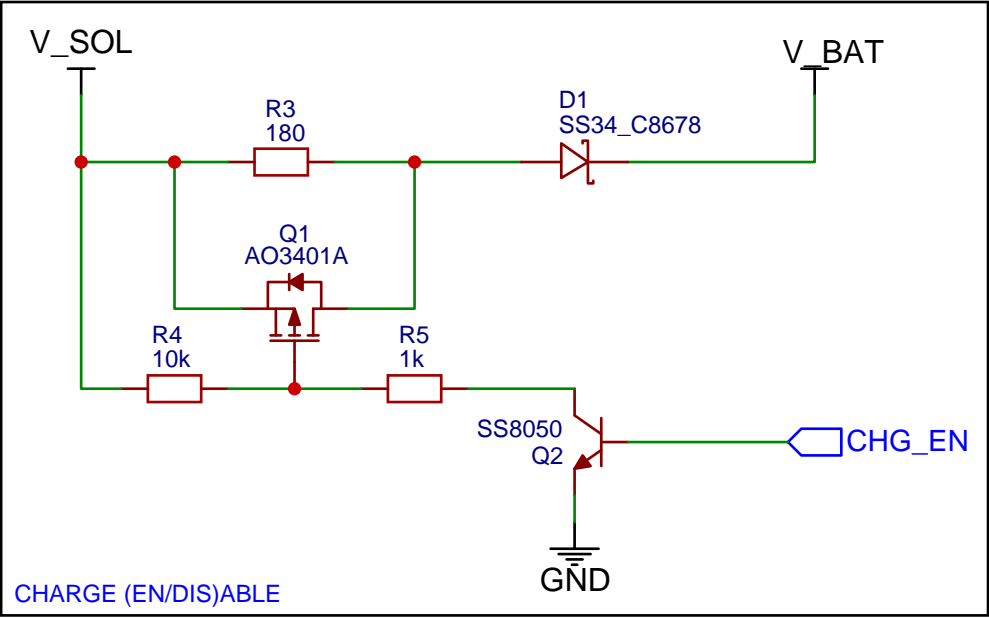 V_SOL
V_BAT
R3
180
D1
SS34_C8678
Q1
AO3401A
R4
10k
R5
1k
SS8050
Q2
CHG_EN
GND
CHARGE (EN/DIS)ABLE